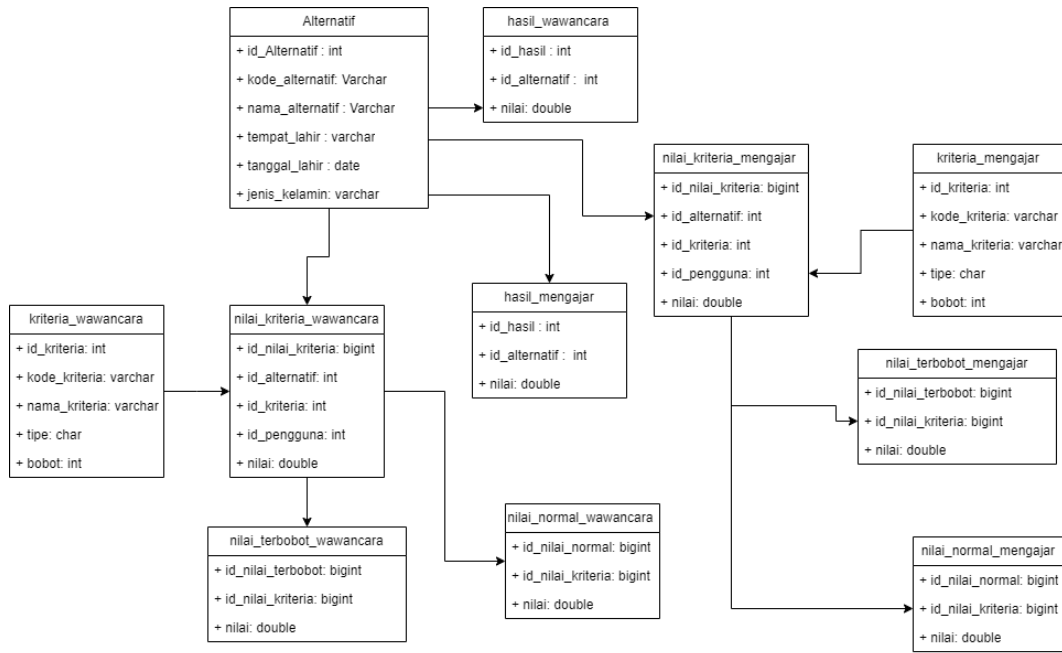 Alternatif
+ id_Alternatif : int
+ kode_alternatif: Varchar
+ nama_alternatif : Varchar
+ tempat_lahir : varchar
+ tanggal_lahir : date
+ jenis_kelamin: varchar
hasil_wawancara
+ id_hasil : int
+ id_alternatif : int
+ nilai: double
nilai_kriteria_mengajar
+ id_nilai_kriteria: bigint
+ id_alternatif: int
+ id_kriteria: int
+ id_pengguna: int
+ nilai: double
kriteria_mengajar
+ id_kriteria: int
+ kode_kriteria: varchar
+ nama_kriteria: varchar
+ tipe: char
+ bobot: int
hasil_mengajar
+ id_hasil : int
+ id_alternatif : int
+ nilai: double
kriteria_wawancara
+ id_kriteria: int
+ kode_kriteria: varchar
+ nama_kriteria: varchar
+ tipe: char
+ bobot: int
nilai_kriteria_wawancara
+ id_nilai_kriteria: bigint
+ id_alternatif: int
+ id_kriteria: int
+ id_pengguna: int
+ nilai: double
nilai_terbobot_mengajar
+ id_nilai_terbobot: bigint
+ id_nilai_kriteria: bigint
+ nilai: double
nilai_terbobot_wawancara
+ id_nilai_terbobot: bigint
+ id_nilai_kriteria: bigint
+ nilai: double
nilai_normal_wawancara
+ id_nilai_normal: bigint
+ id_nilai_kriteria: bigint
+ nilai: double
nilai_normal_mengajar
+ id_nilai_normal: bigint
+ id_nilai_kriteria: bigint
+ nilai: double